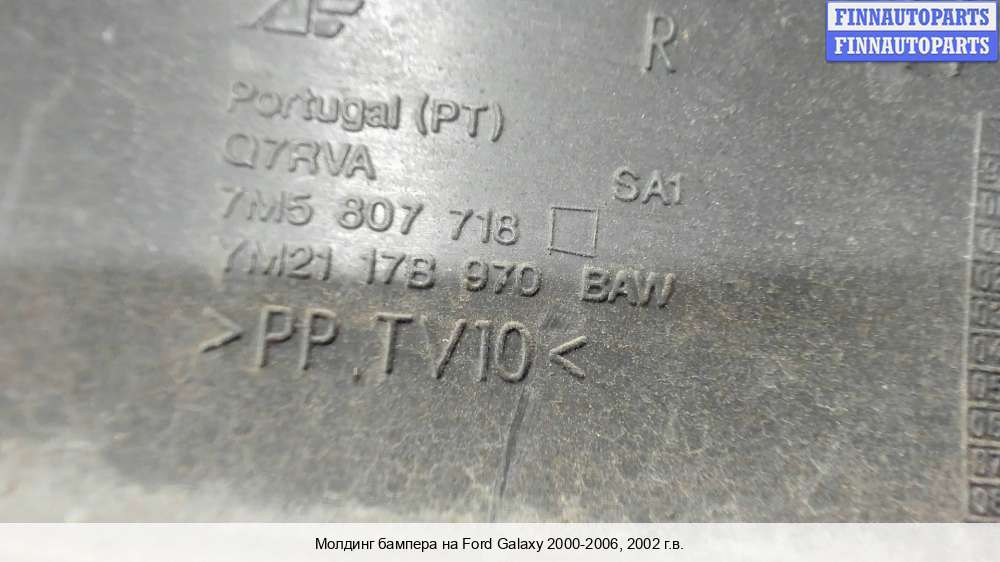 FINNAUTOPARTS
FINNAUTOPARTS
R
Portugal (PT)
Q7RVA
SA1
7M5 807 718
YM21 17B 970 BAW
>PP.TV10<
Молдинг бампера на Ford Galaxy 2000-2006, 2002 г.в.